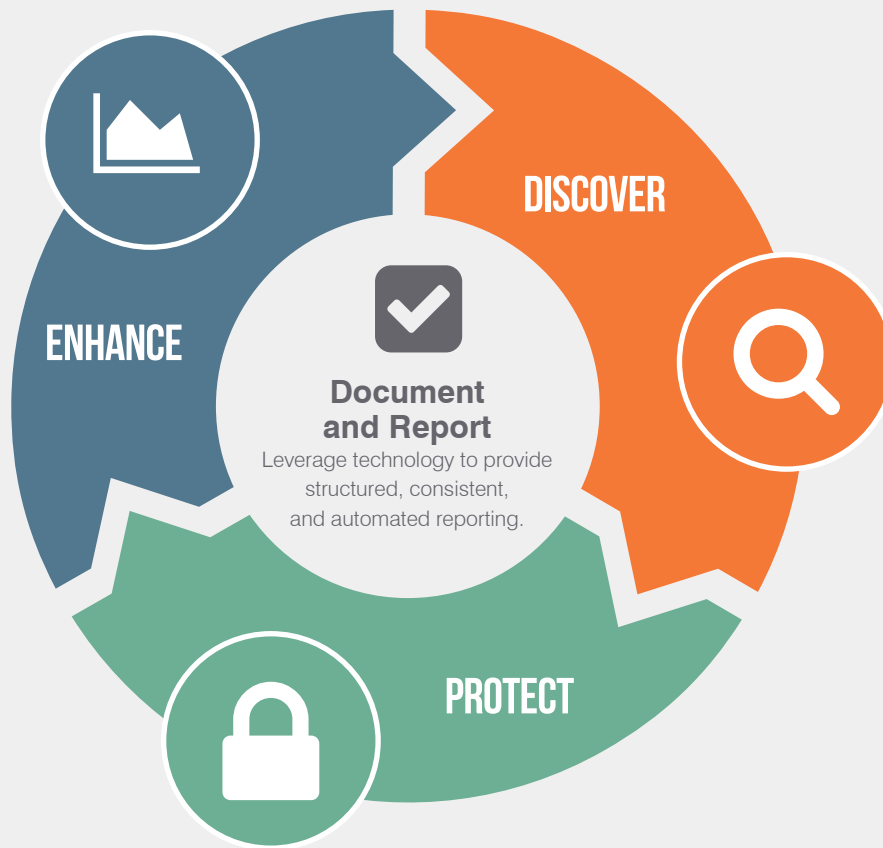 DISCOVER
ENHANCE
Document
and Report
Leverage technology to provide
structured, consistent,
and automated reporting.
PROTECT